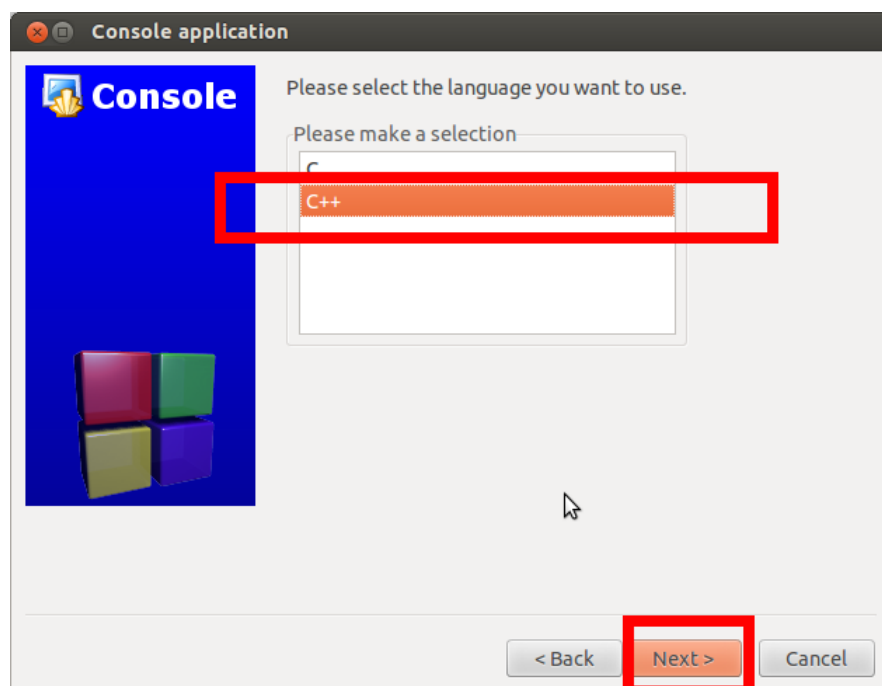 Console application
Console
Please select the language you want to use.
Please make a selection
C
C++
< Back
Next >
Cancel